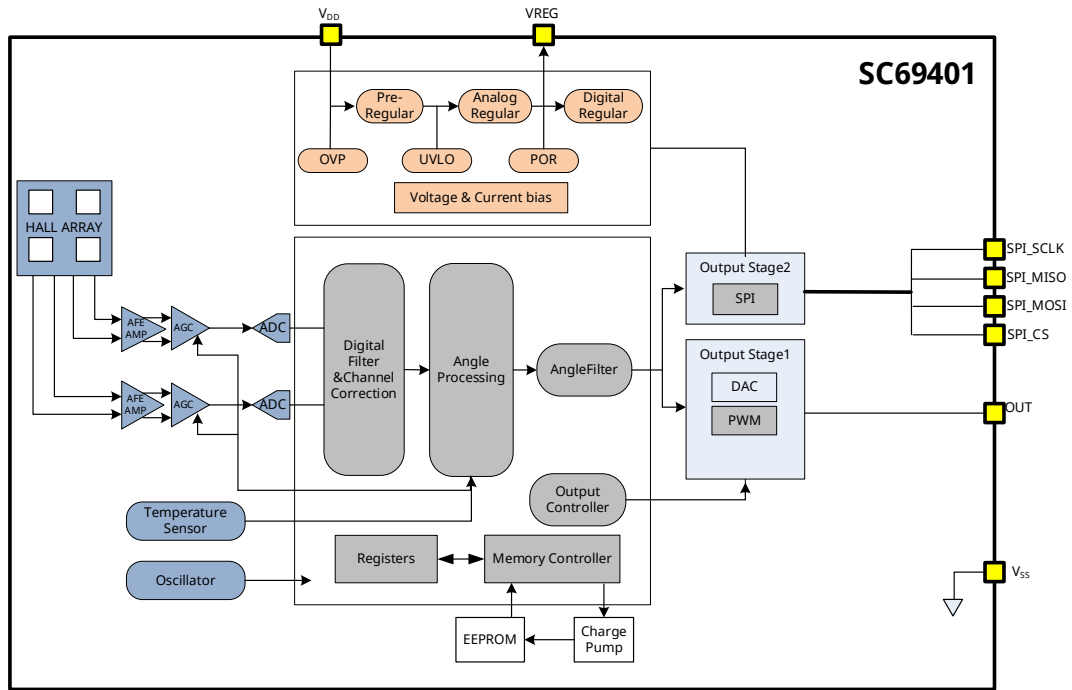 V_DD
VREG
SC69401
Pre-
Regular
Analog
Regular
Digital
Regular
OVP
UVLO
POR
Voltage & Current bias
HALL ARRAY
AFE
AMP
AGC
ADC
AFE
AMP
AGC
ADC
Digital
Filter
&Channel
Correction
Angle
Processing
AngleFilter
Output Stage2
SPI
Output Stage1
DAC
PWM
SPI_SCLK
SPI_MISO
SPI_MOSI
SPI_CS
OUT
Output
Controller
Temperature
Sensor
Oscillator
Registers
Memory Controller
EEPROM
Charge
Pump
V_SS